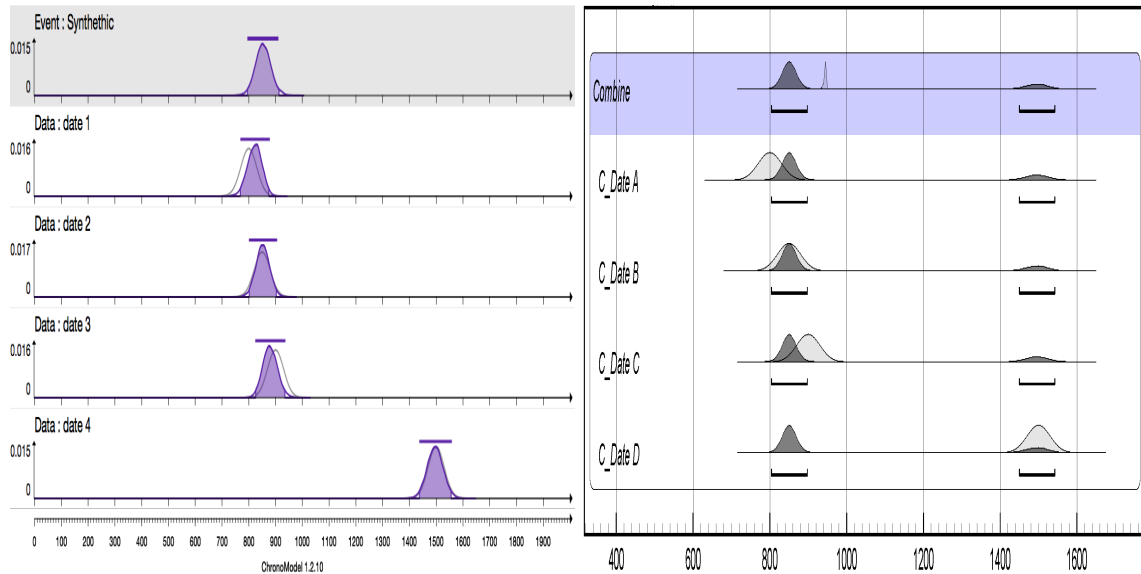 Event : Synthethic
0.015
0
Data : date 1
0.016
0
Data : date 2
0.017
0
Data : date 3
0.016
0
Data : date 4
0.015
0
0 100 200 300 400 500 600 700 800 900 1000 1100 1200 1300 1400 1500 1600 1700 1800 1900
ChronoModel 1.2.10
Combine
C_Date A
C_Date B
C_Date C
C_Date D
400 600 800 1000 1200 1400 1600